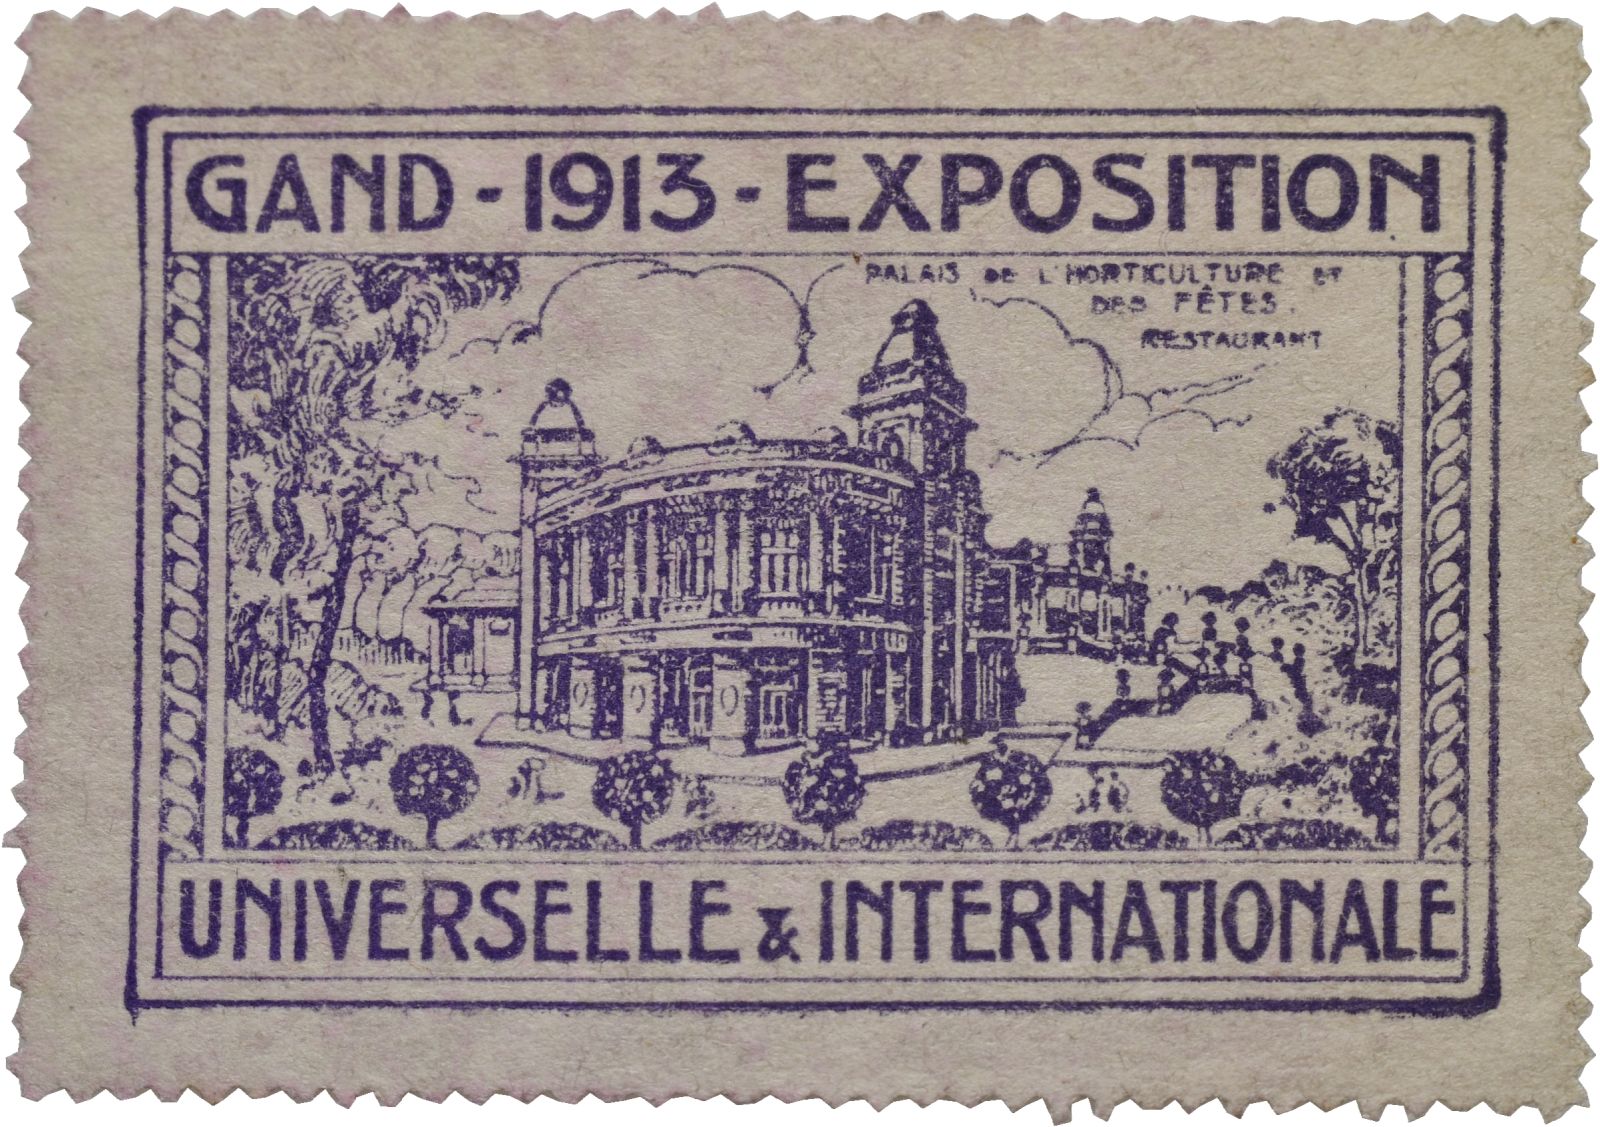 GAND - 1913 - EXPOSITION
PALAIS DE L'HORTICULTURE ET
DES FÊTES.
RESTAURANT
UNIVERSELLE & INTERNATIONALE